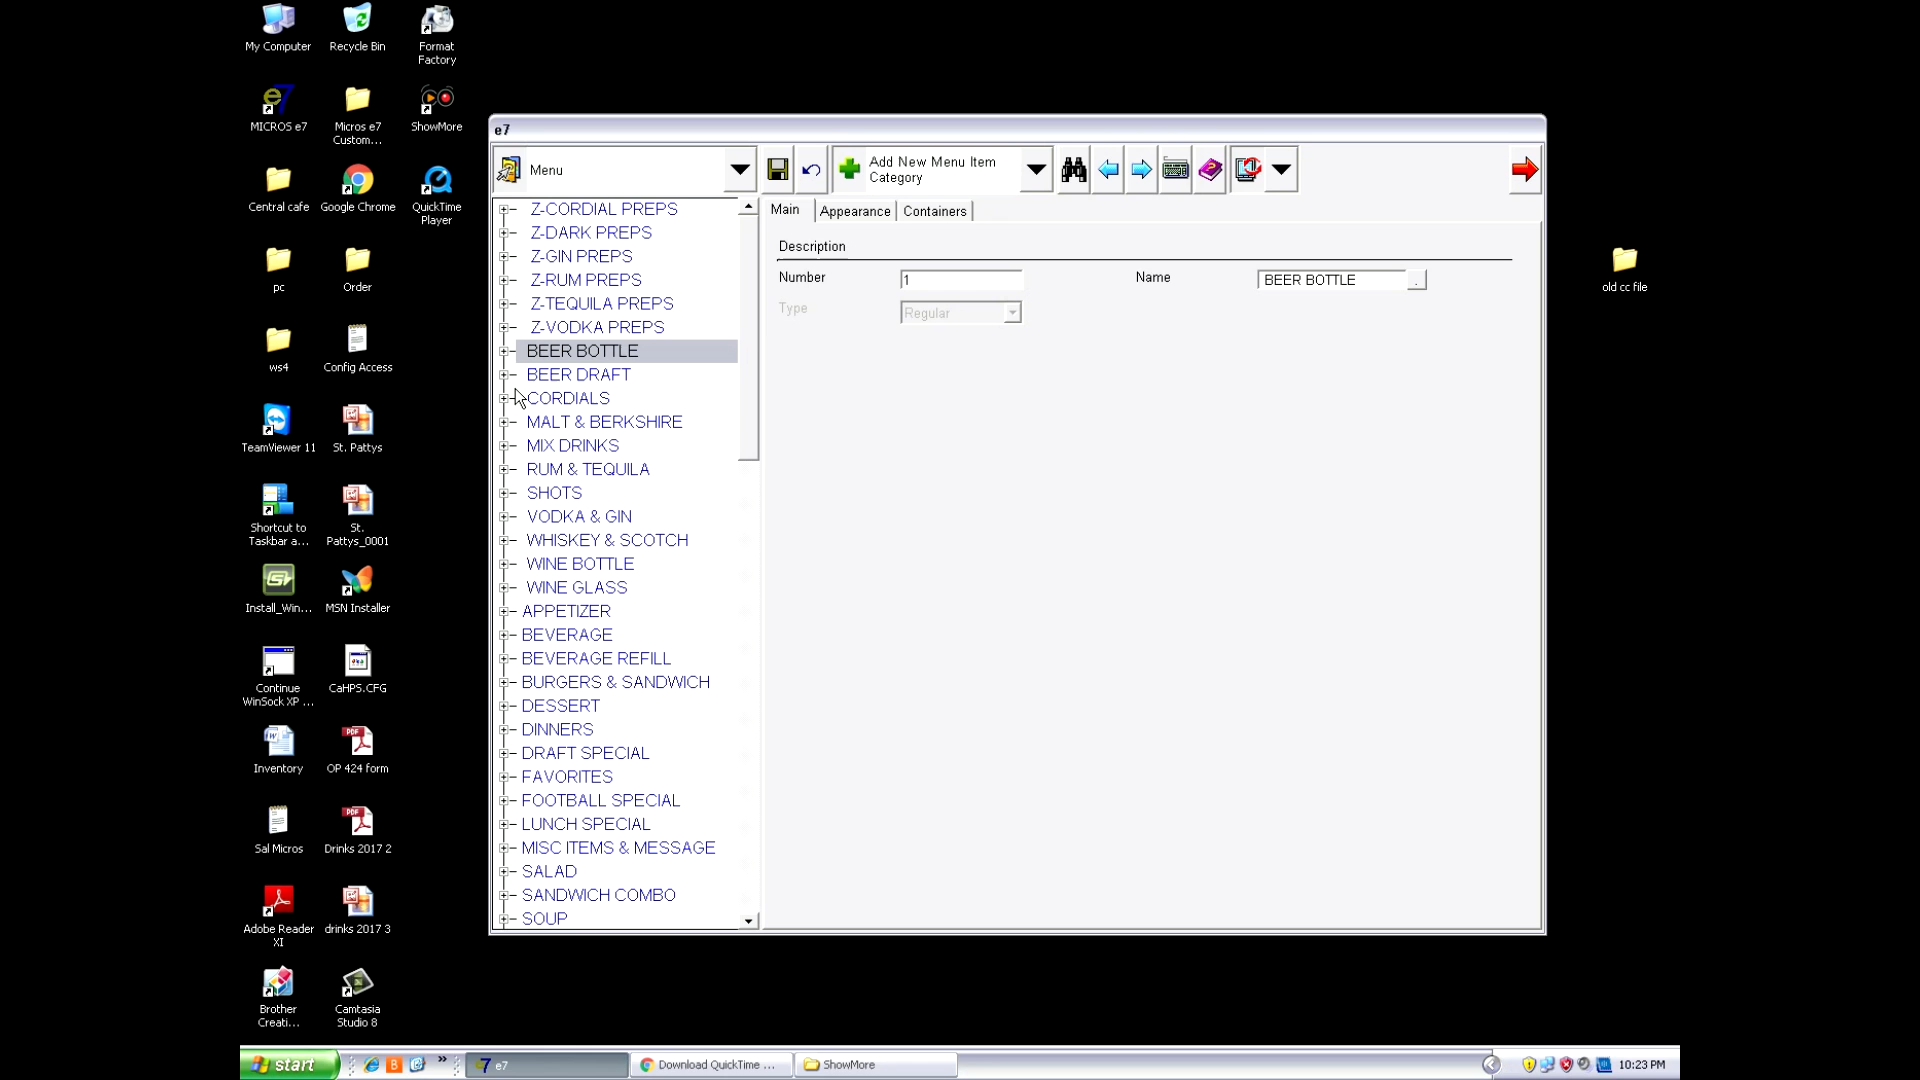 My Computer
Recycle Bin
Format
Factory
MICROS e7
Micros e7
Custom...
ShowMore
Central cafe
Google Chrome
QuickTime
Player
pc
Order
ws4
Config Access
TeamViewer 11
St. Pattys
Shortcut to
Taskbar a...
St.
Pattys_0001
Install_Win...
MSN Installer
Continue
WinSock XP ...
CaHPS.CFG
Inventory
OP 424 form
Sal Micros
Drinks 2017 2
Adobe Reader
XI
drinks 2017 3
Brother
Creati...
Camtasia
Studio 8
e7
Menu
Add New Menu Item
Category
Z-CORDIAL PREPS
Z-DARK PREPS
Z-GIN PREPS
Z-RUM PREPS
Z-TEQUILA PREPS
Z-VODKA PREPS
BEER BOTTLE
BEER DRAFT
CORDIALS
MALT & BERKSHIRE
MIX DRINKS
RUM & TEQUILA
SHOTS
VODKA & GIN
WHISKEY & SCOTCH
WINE BOTTLE
WINE GLASS
APPETIZER
BEVERAGE
BEVERAGE REFILL
BURGERS & SANDWICH
DESSERT
DINNERS
DRAFT SPECIAL
FAVORITES
FOOTBALL SPECIAL
LUNCH SPECIAL
MISC ITEMS & MESSAGE
SALAD
SANDWICH COMBO
SOUP
Main Appearance Containers
Description
Number 1 Name BEER BOTTLE .
Type Regular
old cc file
start » e7 Download QuickTime ... ShowMore 10:23 PM